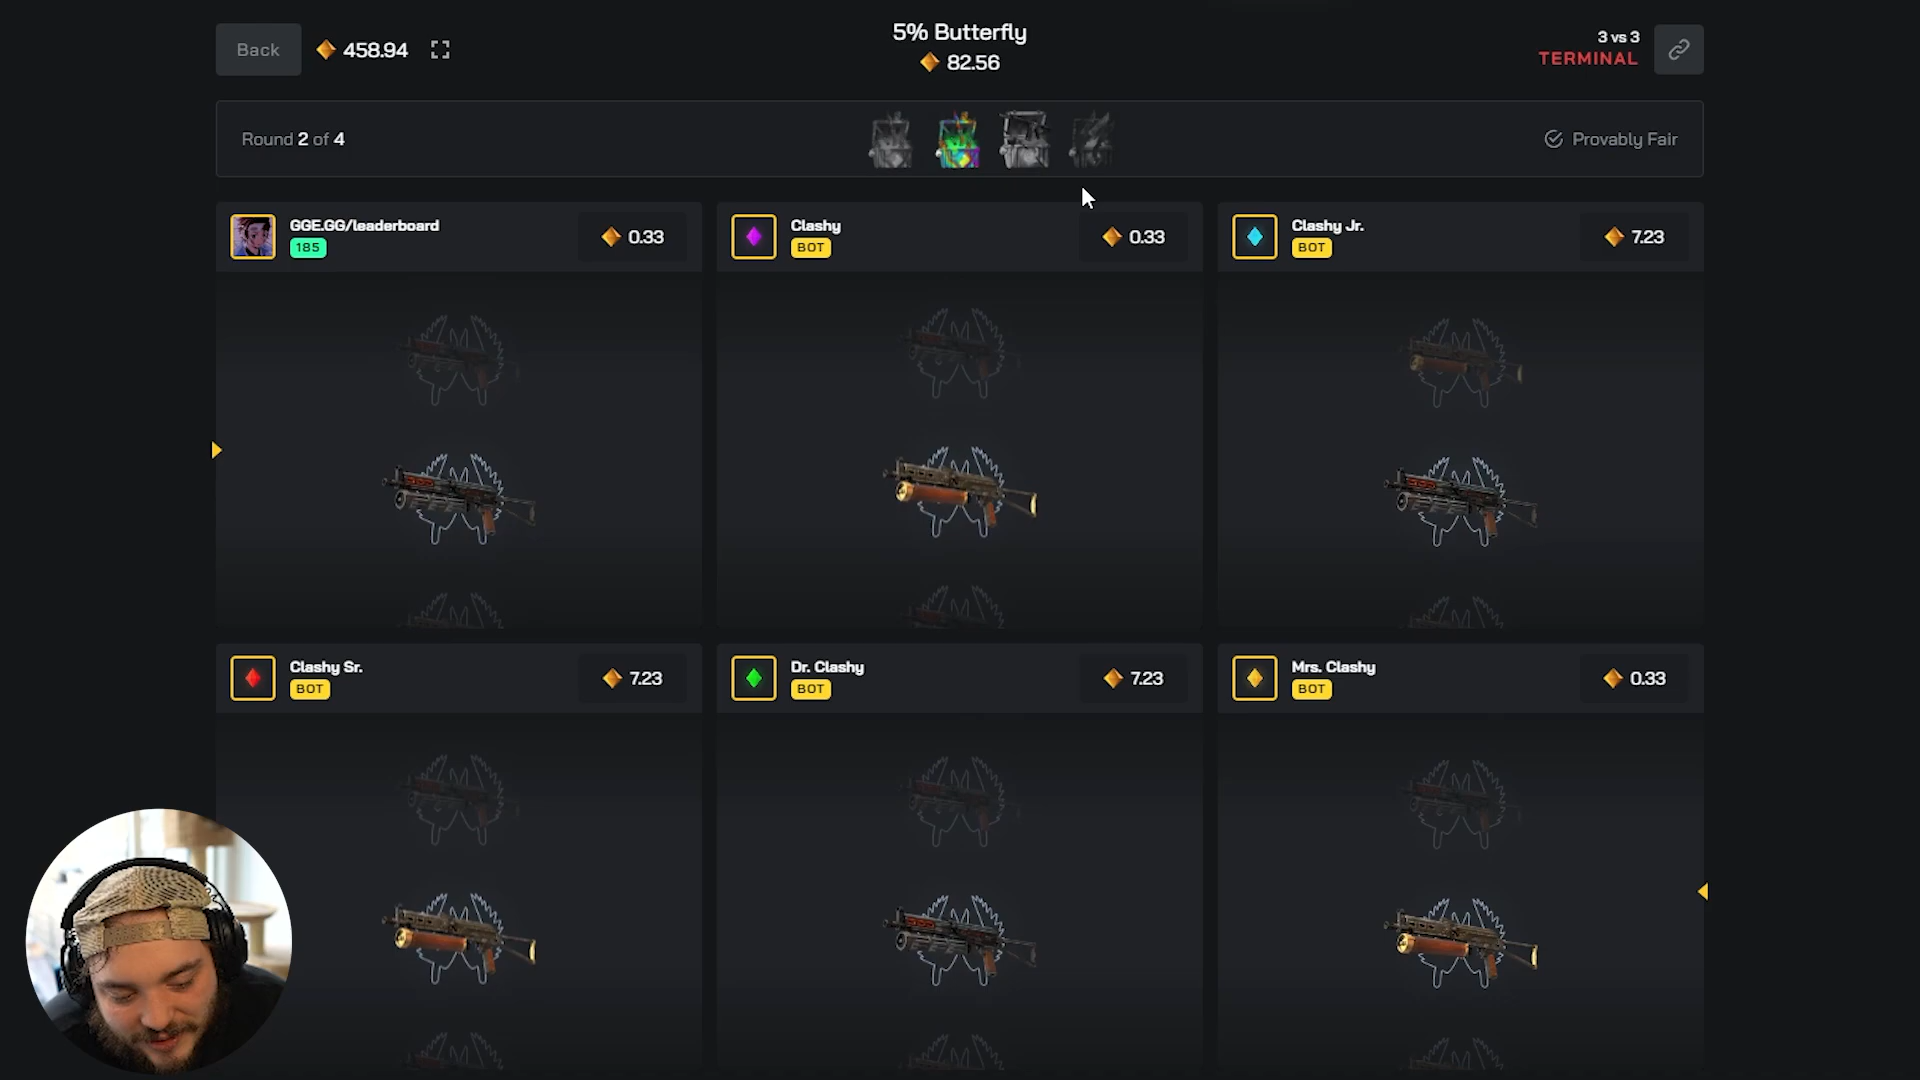 Back
458.94
5% Butterfly
82.56
3 vs 3
TERMINAL
Round 2 of 4
Provably Fair
GGE.GG/leaderboard
185
0.33
Clashy
BOT
0.33
Clashy Jr.
BOT
7.23
Clashy Sr.
BOT
7.23
Dr. Clashy
BOT
7.23
Mrs. Clashy
BOT
0.33